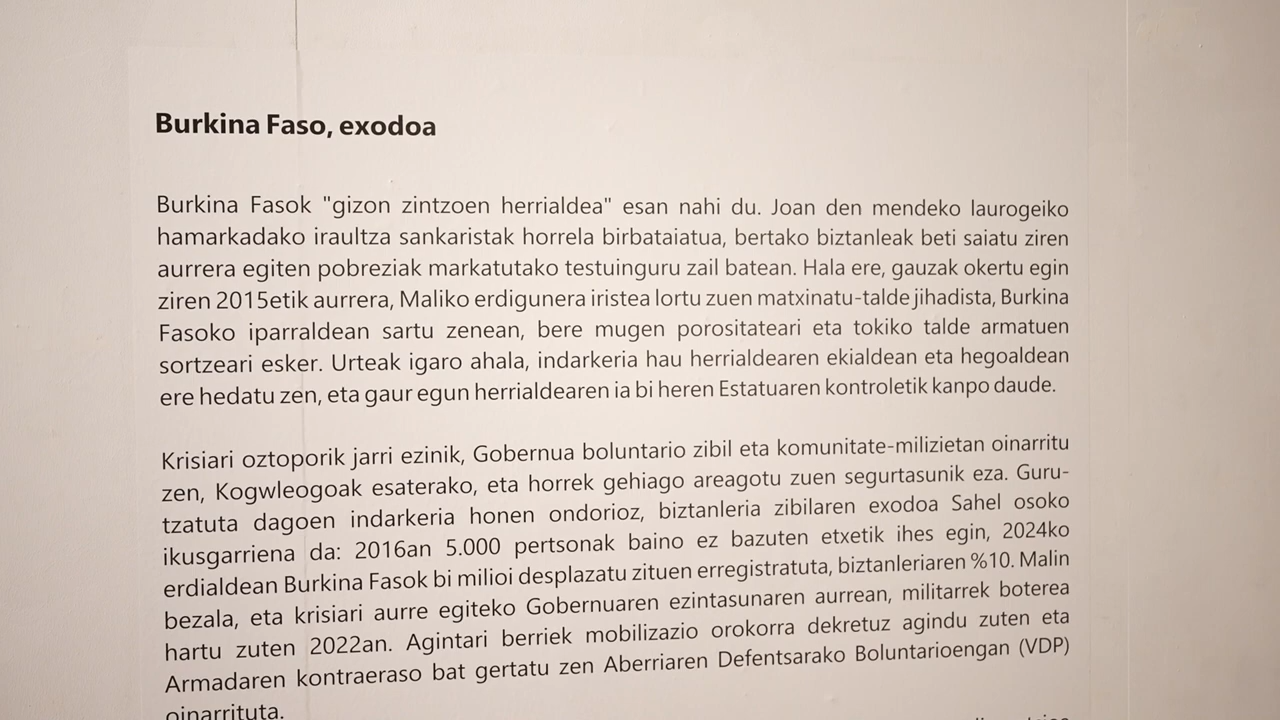 Burkina Faso, exodoa
Burkina Fasok "gizon zintzoen herrialdea" esan nahi du. Joan den mendeko laurogeiko
hamarkadako iraultza sankaristak horrela birbataiatua, bertako biztanleak beti saiatu ziren
aurrera egiten pobreziak markatutako testuinguru zail batean. Hala ere, gauzak okertu egin
ziren 2015etik aurrera, Maliko erdigunera iristea lortu zuen matxinatu-talde jihadista, Burkina
Fasoko iparraldean sartu zenean, bere mugen porositateari eta tokiko talde armatuen
sortzeari esker. Urteak igaro ahala, indarkeria hau herrialdearen ekialdean eta hegoaldean
ere hedatu zen, eta gaur egun herrialdearen ia bi heren Estatuaren kontroletik kanpo daude.
Krisiari oztoporik jarri ezinik, Gobernua boluntario zibil eta komunitate-milizietan oinarritu
zen, Kogwleogoak esaterako, eta horrek gehiago areagotu zuen segurtasunik eza. Guru-
tzatuta dagoen indarkeria honen ondorioz, biztanleria zibilaren exodoa Sahel osoko
ikusgarriena da: 2016an 5.000 pertsonak baino ez bazuten etxetik ihes egin, 2024ko
erdialdean Burkina Fasok bi milioi desplazatu zituen erregistratuta, biztanleriaren %10. Malin
bezala, eta krisiari aurre egiteko Gobernuaren ezintasunaren aurrean, militarrek boterea
hartu zuten 2022an. Agintari berriek mobilizazio orokorra dekretuz agindu zuten eta
Armadaren kontraeraso bat gertatu zen Aberriaren Defentsarako Boluntarioengan (VDP)
oinarrituta.